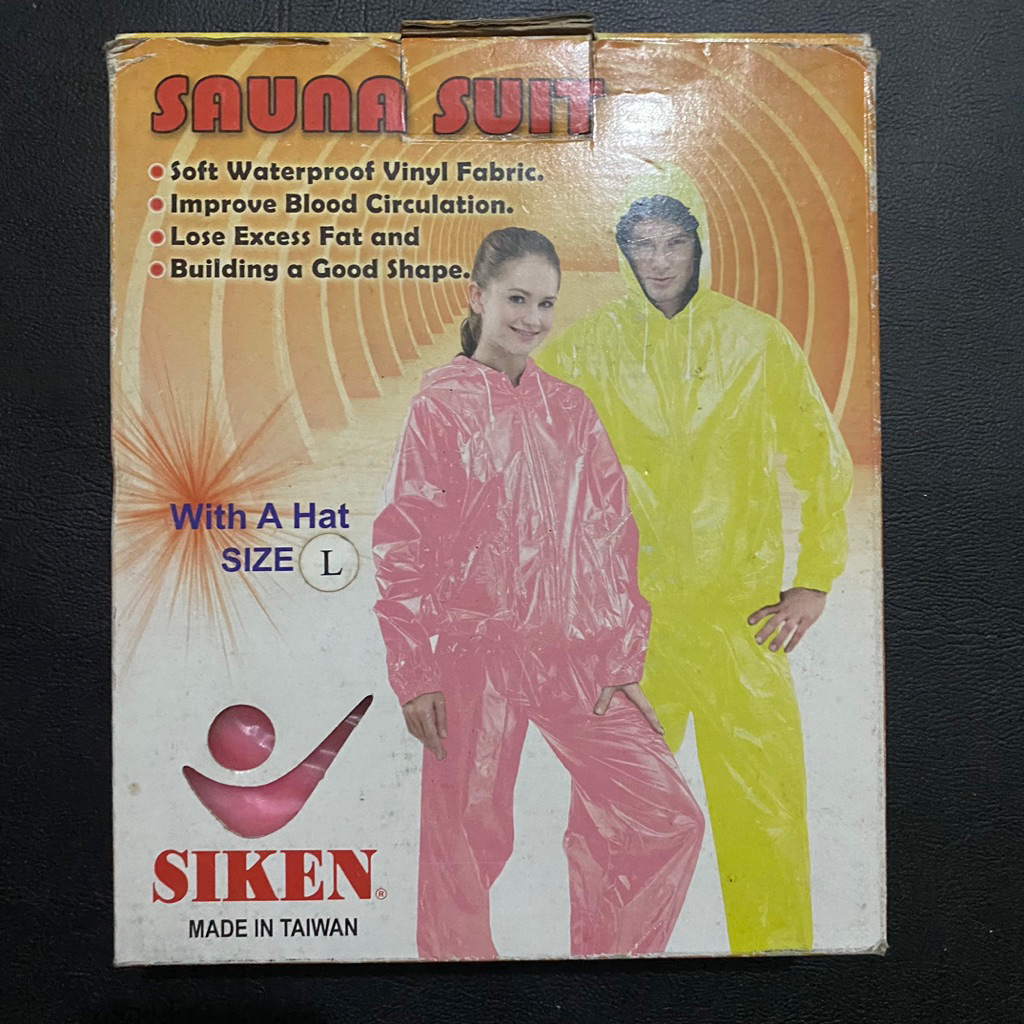 SAUNA SUIT
Soft Waterproof Vinyl Fabric.
Improve Blood Circulation.
Lose Excess Fat and
Building a Good Shape.
With A Hat
SIZE L
SIKEN®
MADE IN TAIWAN